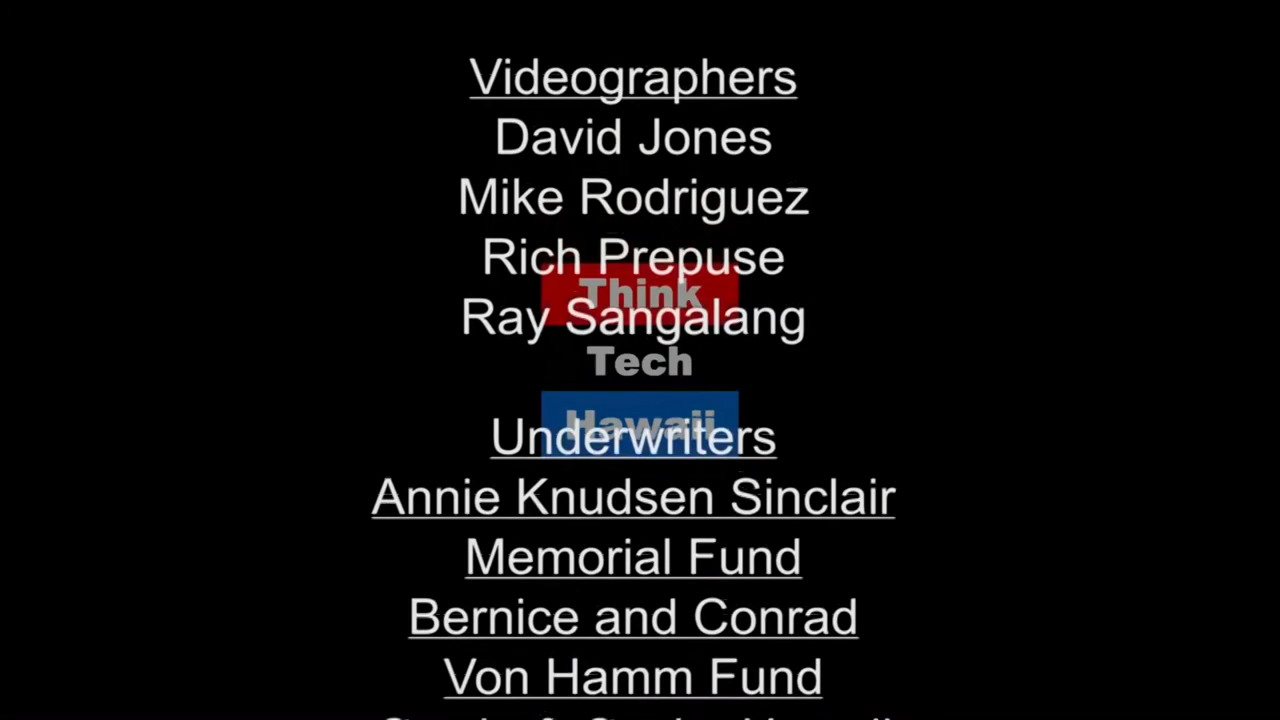 Videographers
David Jones
Mike Rodriguez
Rich Prepuse
Think
Ray Sangalang
Tech
Hawaii
Underwriters
Annie Knudsen Sinclair
Memorial Fund
Bernice and Conrad
Von Hamm Fund